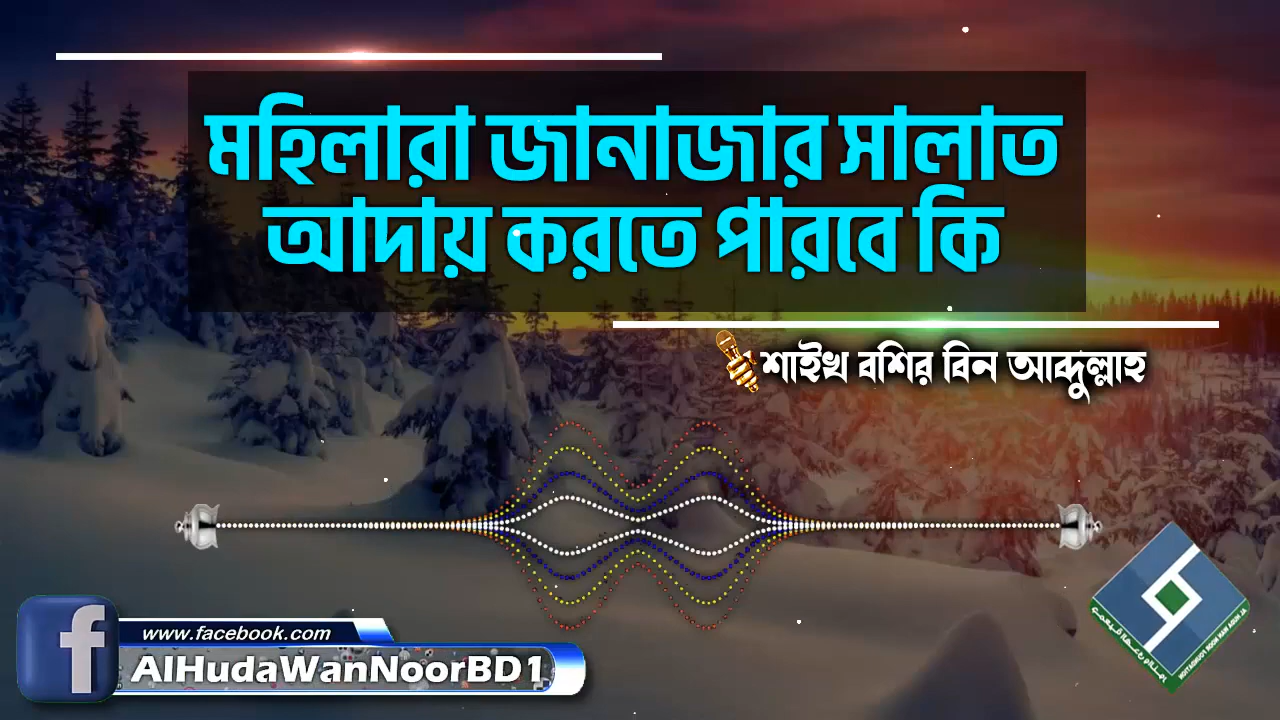 মহিলারা জানাজার সালাত
আদায় করতে পারবে কি
শাইখ বশির বিন আব্দুল্লাহ
www.facebook.com
AlHudaWanNoorBD1